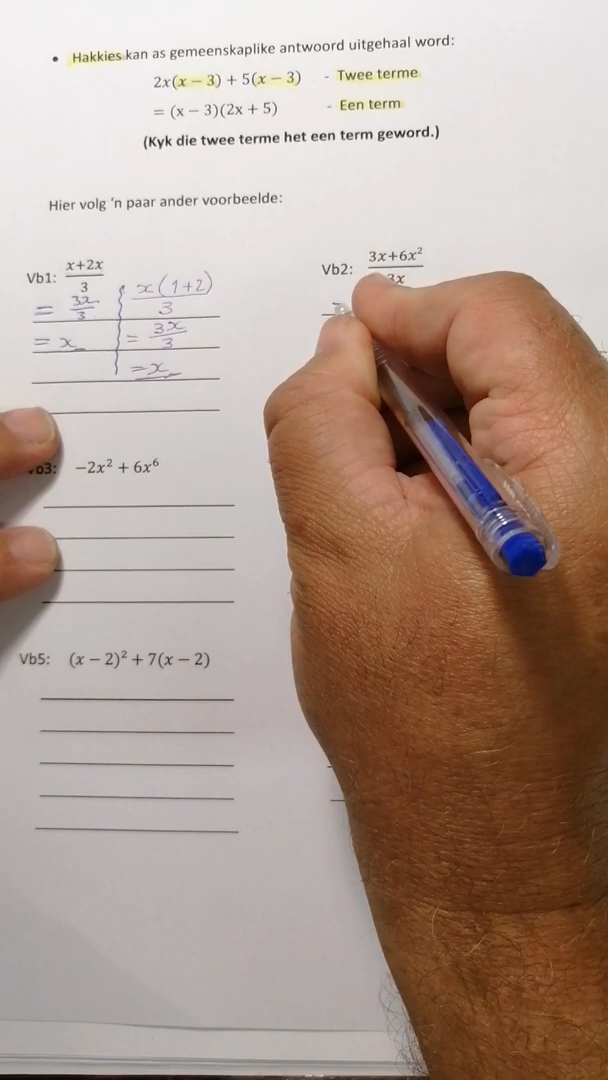 • Hakkies kan as gemeenskaplike antwoord uitgehaal word:
2x(x − 3) + 5(x − 3) - Twee terme
= (x − 3)(2x + 5) - Een term
(Kyk die twee terme het een term geword.)
Hier volg 'n paar ander voorbeelde:
Vb1: x+2x / 3
= 3x / 3
= x
x(1+2) / 3
= 3x / 3
= x
Vb2: 3x+6x² / 3x
=
Vb3: −2x² + 6x⁶
Vb5: (x − 2)² + 7(x − 2)